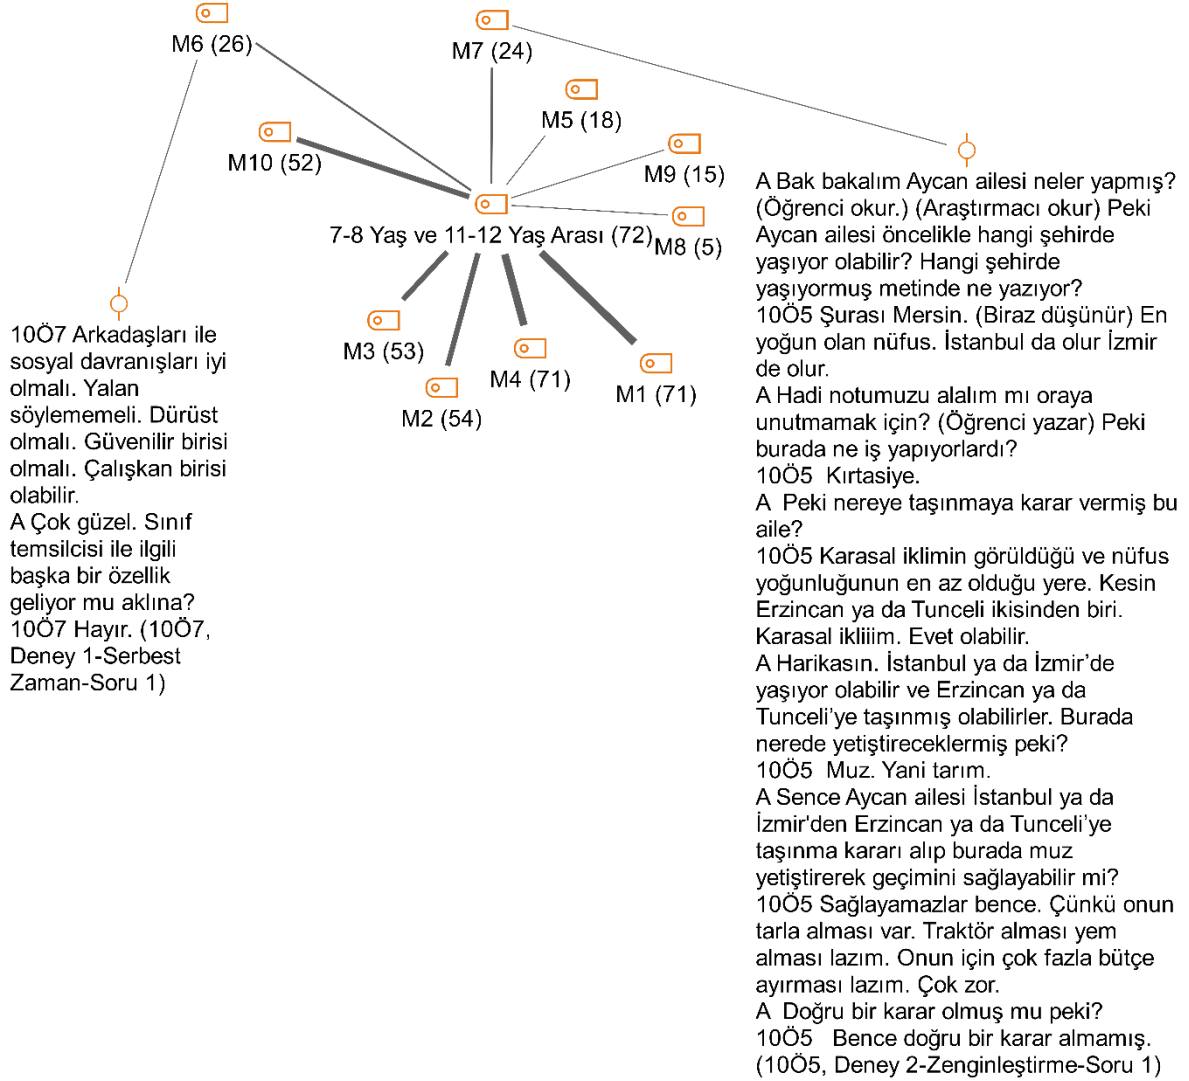 M6 (26)
M7 (24)
M5 (18)
M10 (52)
M9 (15)
7-8 Yaş ve 11-12 Yaş Arası (72)
M8 (5)
M3 (53)
M4 (71)
M1 (71)
M2 (54)
10Ö7 Arkadaşları ile
sosyal davranışları iyi
olmalı. Yalan
söylememeli. Dürüst
olmalı. Güvenilir birisi
olmalı. Çalışkan birisi
olabilir.
A Çok güzel. Sınıf
temsilcisi ile ilgili
başka bir özellik
geliyor mu aklına?
10Ö7 Hayır. (10Ö7,
Deney 1-Serbest
Zaman-Soru 1)
A Bak bakalım Aycan ailesi neler yapmış?
(Öğrenci okur.) (Araştırmacı okur) Peki
Aycan ailesi öncelikle hangi şehirde
yaşıyor olabilir? Hangi şehirde
yaşıyormuş metinde ne yazıyor?
10Ö5 Şurası Mersin. (Biraz düşünür) En
yoğun olan nüfus. İstanbul da olur İzmir
de olur.
A Hadi notumuzu alalım mı oraya
unutmamak için? (Öğrenci yazar) Peki
burada ne iş yapıyorlardı?
10Ö5 Kırtasiye.
A Peki nereye taşınmaya karar vermiş bu
aile?
10Ö5 Karasal iklimin görüldüğü ve nüfus
yoğunluğunun en az olduğu yere. Kesin
Erzincan ya da Tunceli ikisinden biri.
Karasal ikliiim. Evet olabilir.
A Harikasın. İstanbul ya da İzmir’de
yaşıyor olabilir ve Erzincan ya da
Tunceli’ye taşınmış olabilirler. Burada
nerede yetiştireceklermiş peki?
10Ö5 Muz. Yani tarım.
A Sence Aycan ailesi İstanbul ya da
İzmir'den Erzincan ya da Tunceli’ye
taşınma kararı alıp burada muz
yetiştirerek geçimini sağlayabilir mi?
10Ö5 Sağlayamazlar bence. Çünkü onun
tarla alması var. Traktör alması yem
alması lazım. Onun için çok fazla bütçe
ayırması lazım. Çok zor.
A Doğru bir karar olmuş mu peki?
10Ö5 Bence doğru bir karar almamış.
(10Ö5, Deney 2-Zenginleştirme-Soru 1)